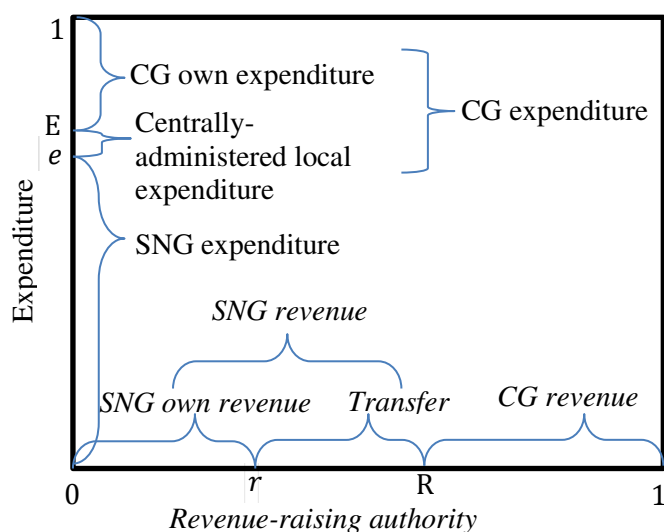 1
CG own expenditure
CG expenditure
E
Centrally-
administered local
expenditure
e
SNG expenditure
Expenditure
SNG revenue
SNG own revenue
Transfer
CG revenue
0
r
R
1
Revenue-raising authority